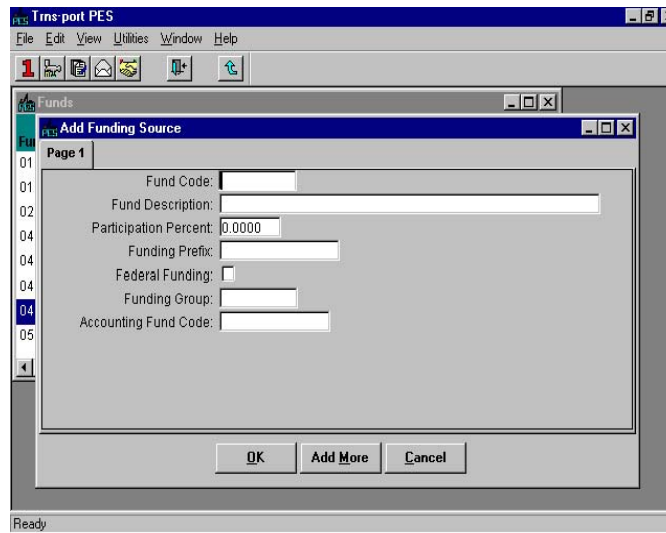 Trns·port PES
File Edit View Utilities Window Help
1
Funds
Add Funding Source
Page 1
01
01
02
04
04
04
04
05
Fund Code:
Fund Description:
Participation Percent: 0.0000
Funding Prefix:
Federal Funding:
Funding Group:
Accounting Fund Code:
OK Add More Cancel
Ready